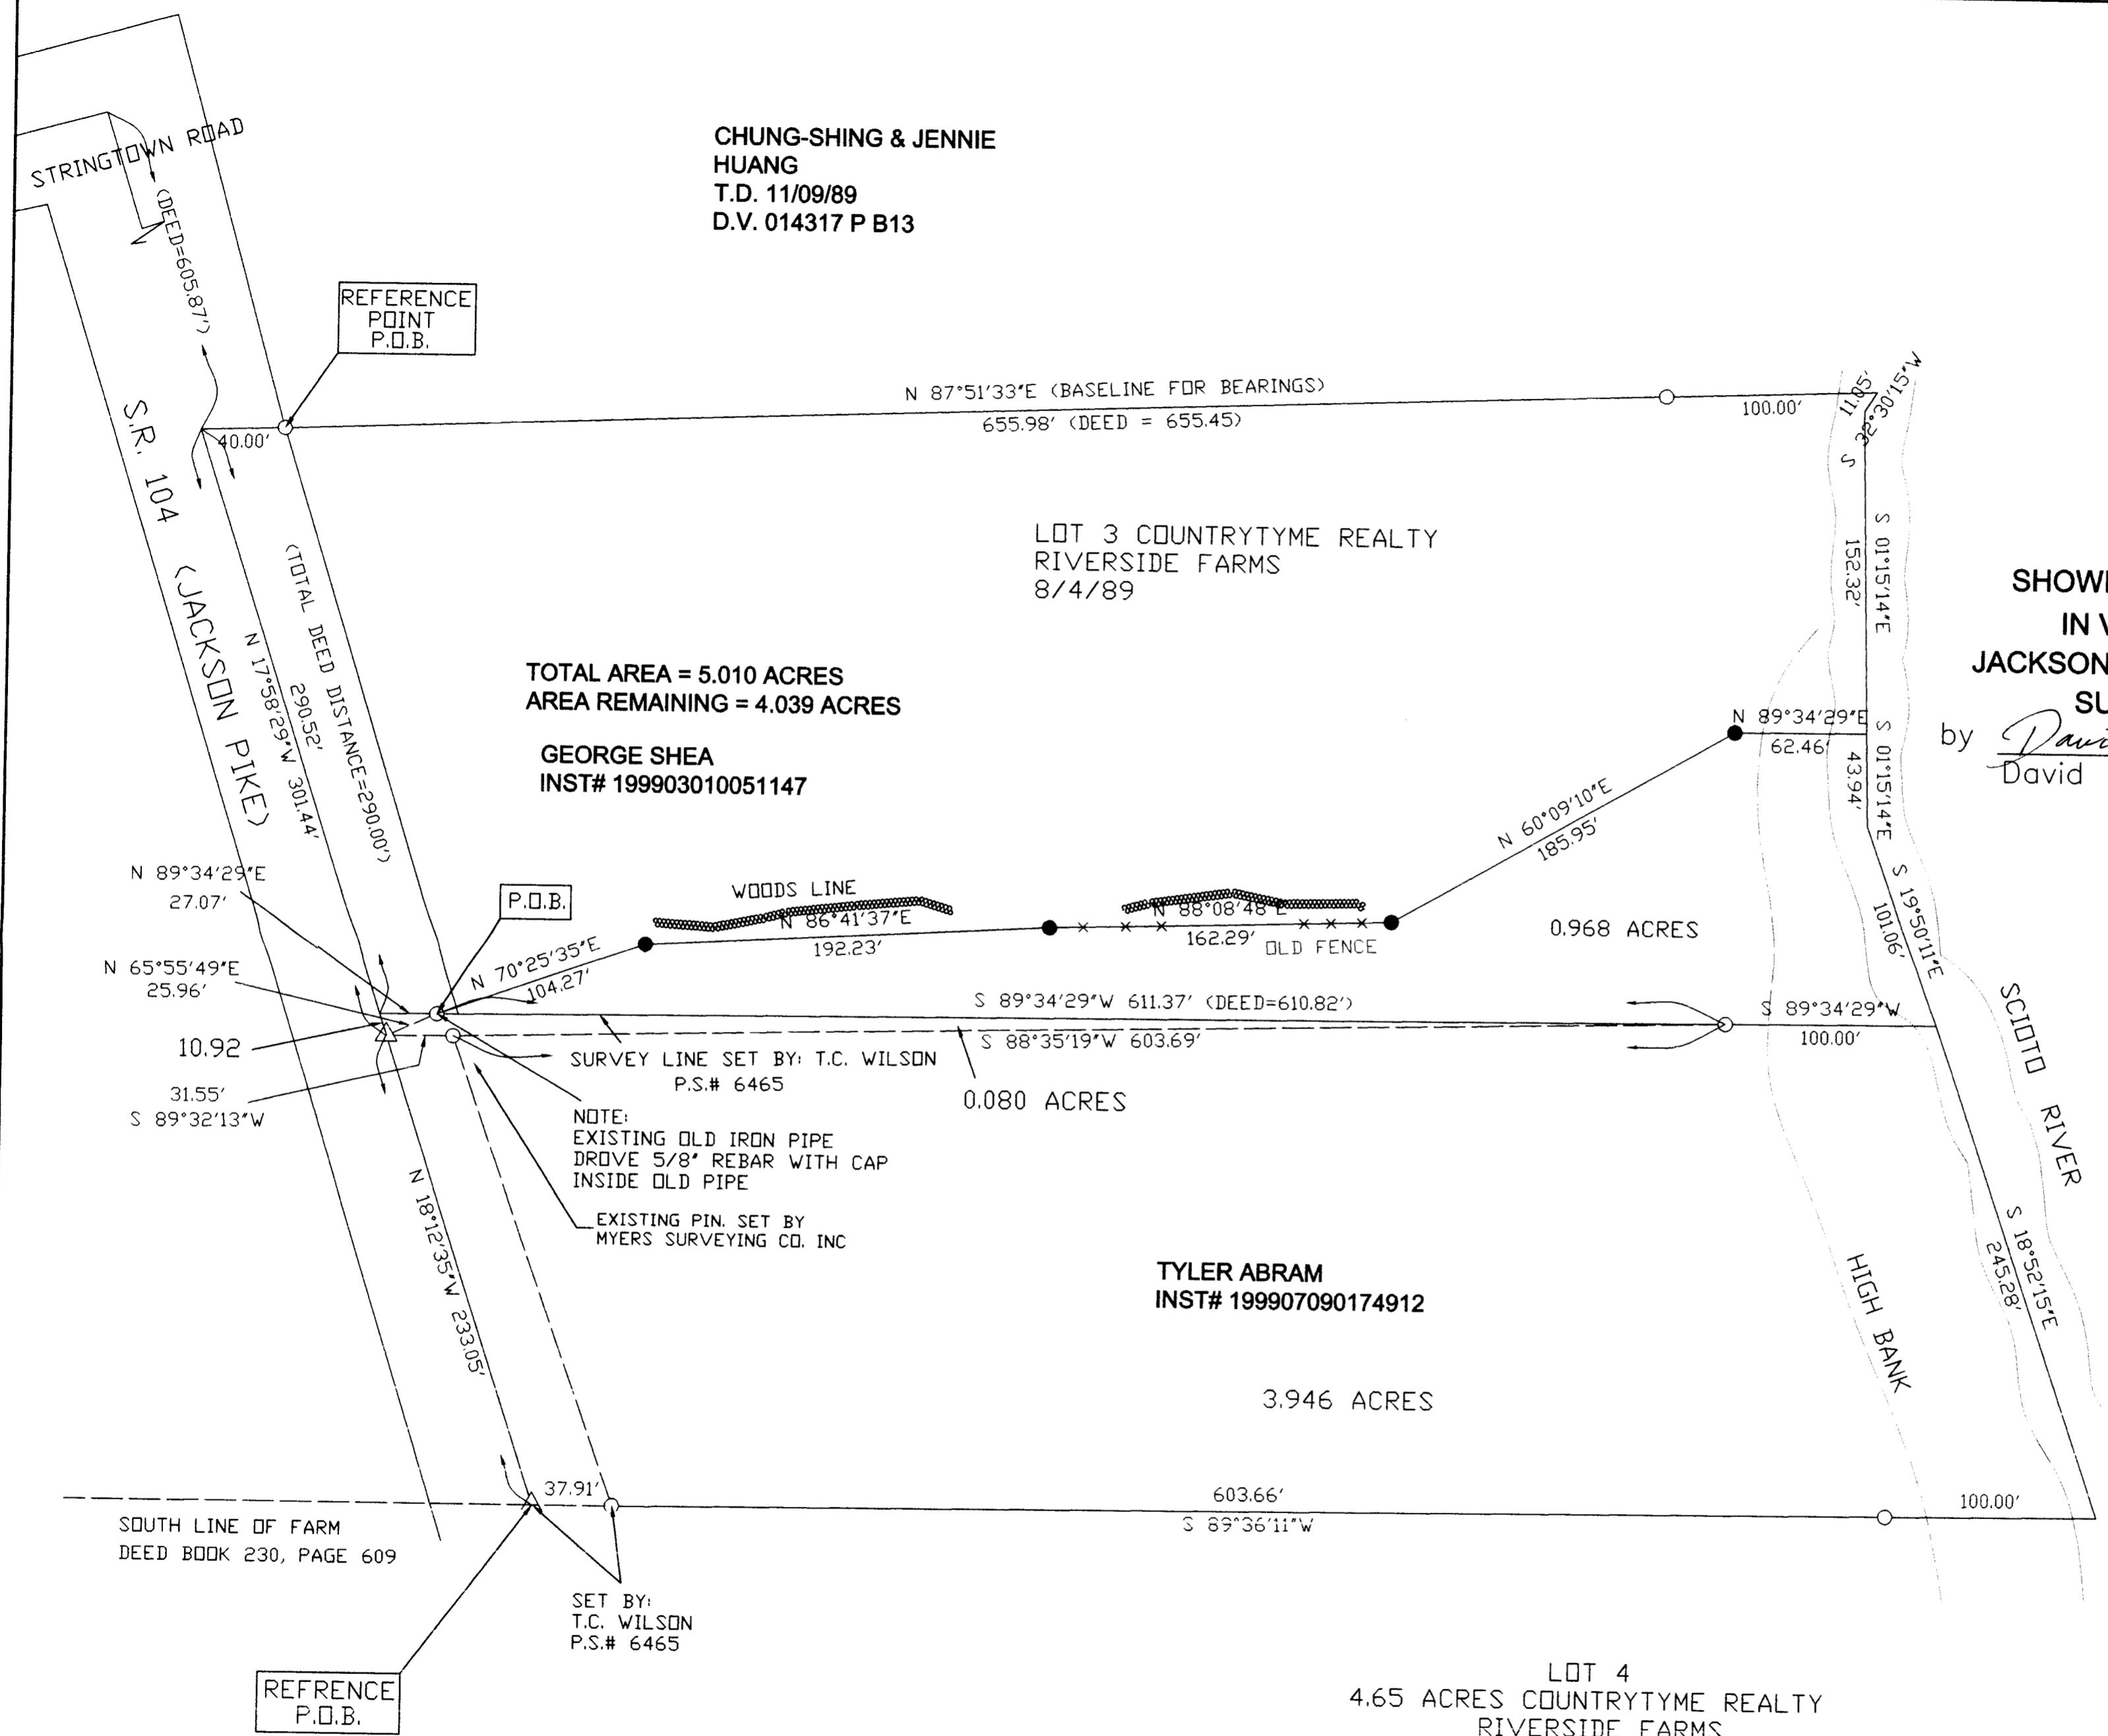 STRINGTOWN ROAD
(DEED=605.87')
CHUNG-SHING & JENNIE
HUANG
T.D. 11/09/89
D.V. 014317 P B13
REFERENCE
POINT
P.O.B.
40.00'
N 87°51'33"E (BASELINE FOR BEARINGS)
655.98' (DEED = 655.45)
100.00'
11.05'
S 32°30'15"W
S.R. 104 (JACKSON PIKE)
(TOTAL DEED DISTANCE=290.00')
290.52'
N 17°58'29"W 301.44'
LOT 3 COUNTRYTYME REALTY
RIVERSIDE FARMS
8/4/89
S 01°15'14"E
152.32'
TOTAL AREA = 5.010 ACRES
AREA REMAINING = 4.039 ACRES
GEORGE SHEA
INST# 199903010051147
IN
JACKSON
by
David
N 89°34'29"E
62.46'
S 01°15'14"E
43.94'
N 60°09'10"E
185.95'
N 89°34'29"E
27.07'
P.O.B.
WOODS LINE
N 86°41'37"E
192.23'
N 88°08'48"E
162.29'
OLD FENCE
0.968 ACRES
S 19°50'11"E
101.06'
N 70°25'35"E
104.27'
N 65°55'49"E
25.96'
10.92
31.55'
S 89°32'13"W
S 89°34'29"W 611.37' (DEED=610.82')
S 89°34'29"W
100.00'
S 88°35'19"W 603.69'
SURVEY LINE SET BY: T.C. WILSON
P.S.# 6465
0.080 ACRES
SCIOTO RIVER
NOTE:
EXISTING OLD IRON PIPE
DROVE 5/8" REBAR WITH CAP
INSIDE OLD PIPE
EXISTING PIN. SET BY
MYERS SURVEYING CO. INC
N 18°12'35"W 233.05'
TYLER ABRAM
INST# 199907090174912
HIGH BANK
S 18°52'15"E
245.28'
3.946 ACRES
37.91'
603.66'
S 89°36'11"W
100.00'
SOUTH LINE OF FARM
DEED BOOK 230, PAGE 609
SET BY:
T.C. WILSON
P.S.# 6465
REFRENCE
P.O.B.
LOT 4
4.65 ACRES COUNTRYTYME REALTY
RIVERSIDE FARMS